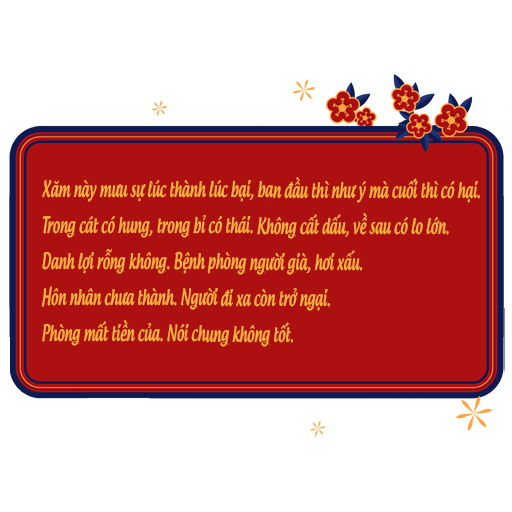 Xăm này mưu sự lúc thành lúc bại, ban đầu thì như ý mà cuối thì có hại.
Trong cát có hung, trong bỉ có thái. Không cất dấu, về sau có lo lớn.
Danh lợi rỗng không. Bệnh phòng người già, hơi xấu.
Hôn nhân chưa thành. Người đi xa còn trở ngại.
Phòng mất tiền của. Nói chung không tốt.